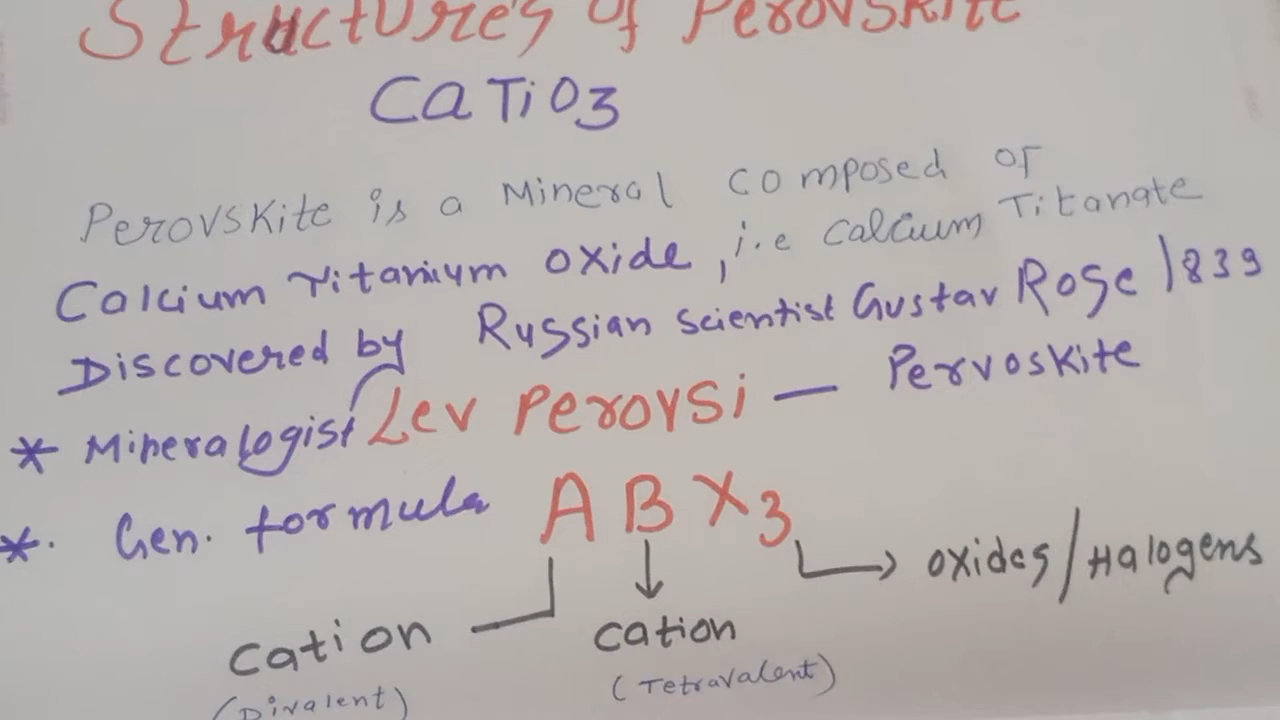 Structures of Perovskite
CaTiO3
Perovskite is a Mineral composed of
Calcium Titanium oxide, i.e calcium Titanate
Discovered by Russian scientist Gustav Rose 1839
* Mineralogist Lev Perovsi — Pervoskite
*. Gen. formula ABX3
oxides/Halogens
cation cation
(Divalent) (Tetravalent)